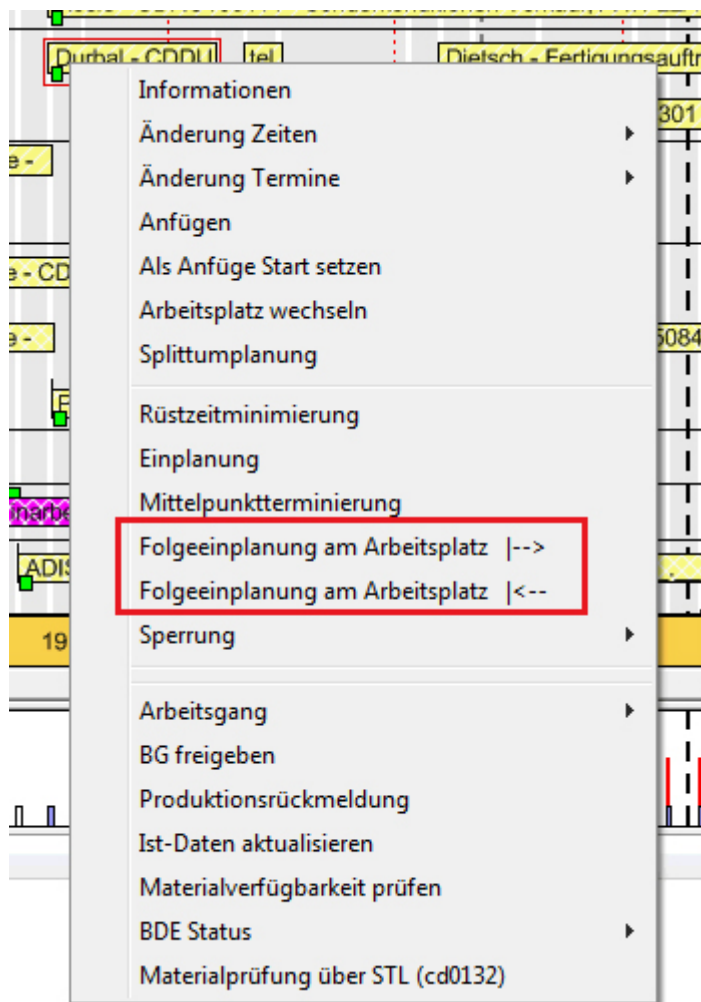 Durbal - CDDLI
tel
Dietsch - Fertigungsauftr
Informationen
301
Änderung Zeiten
e -
Änderung Termine
Anfügen
Als Anfüge Start setzen
e - CD
Arbeitsplatz wechseln
e -
5084
Splittumplanung
Rüstzeitminimierung
Einplanung
Mittelpunktterminierung
Folgeeinplanung am Arbeitsplatz |-->
ADIS
Folgeeinplanung am Arbeitsplatz |<--
19
Sperrung
Arbeitsgang
BG freigeben
Produktionsrückmeldung
Ist-Daten aktualisieren
Materialverfügbarkeit prüfen
BDE Status
Materialprüfung über STL (cd0132)